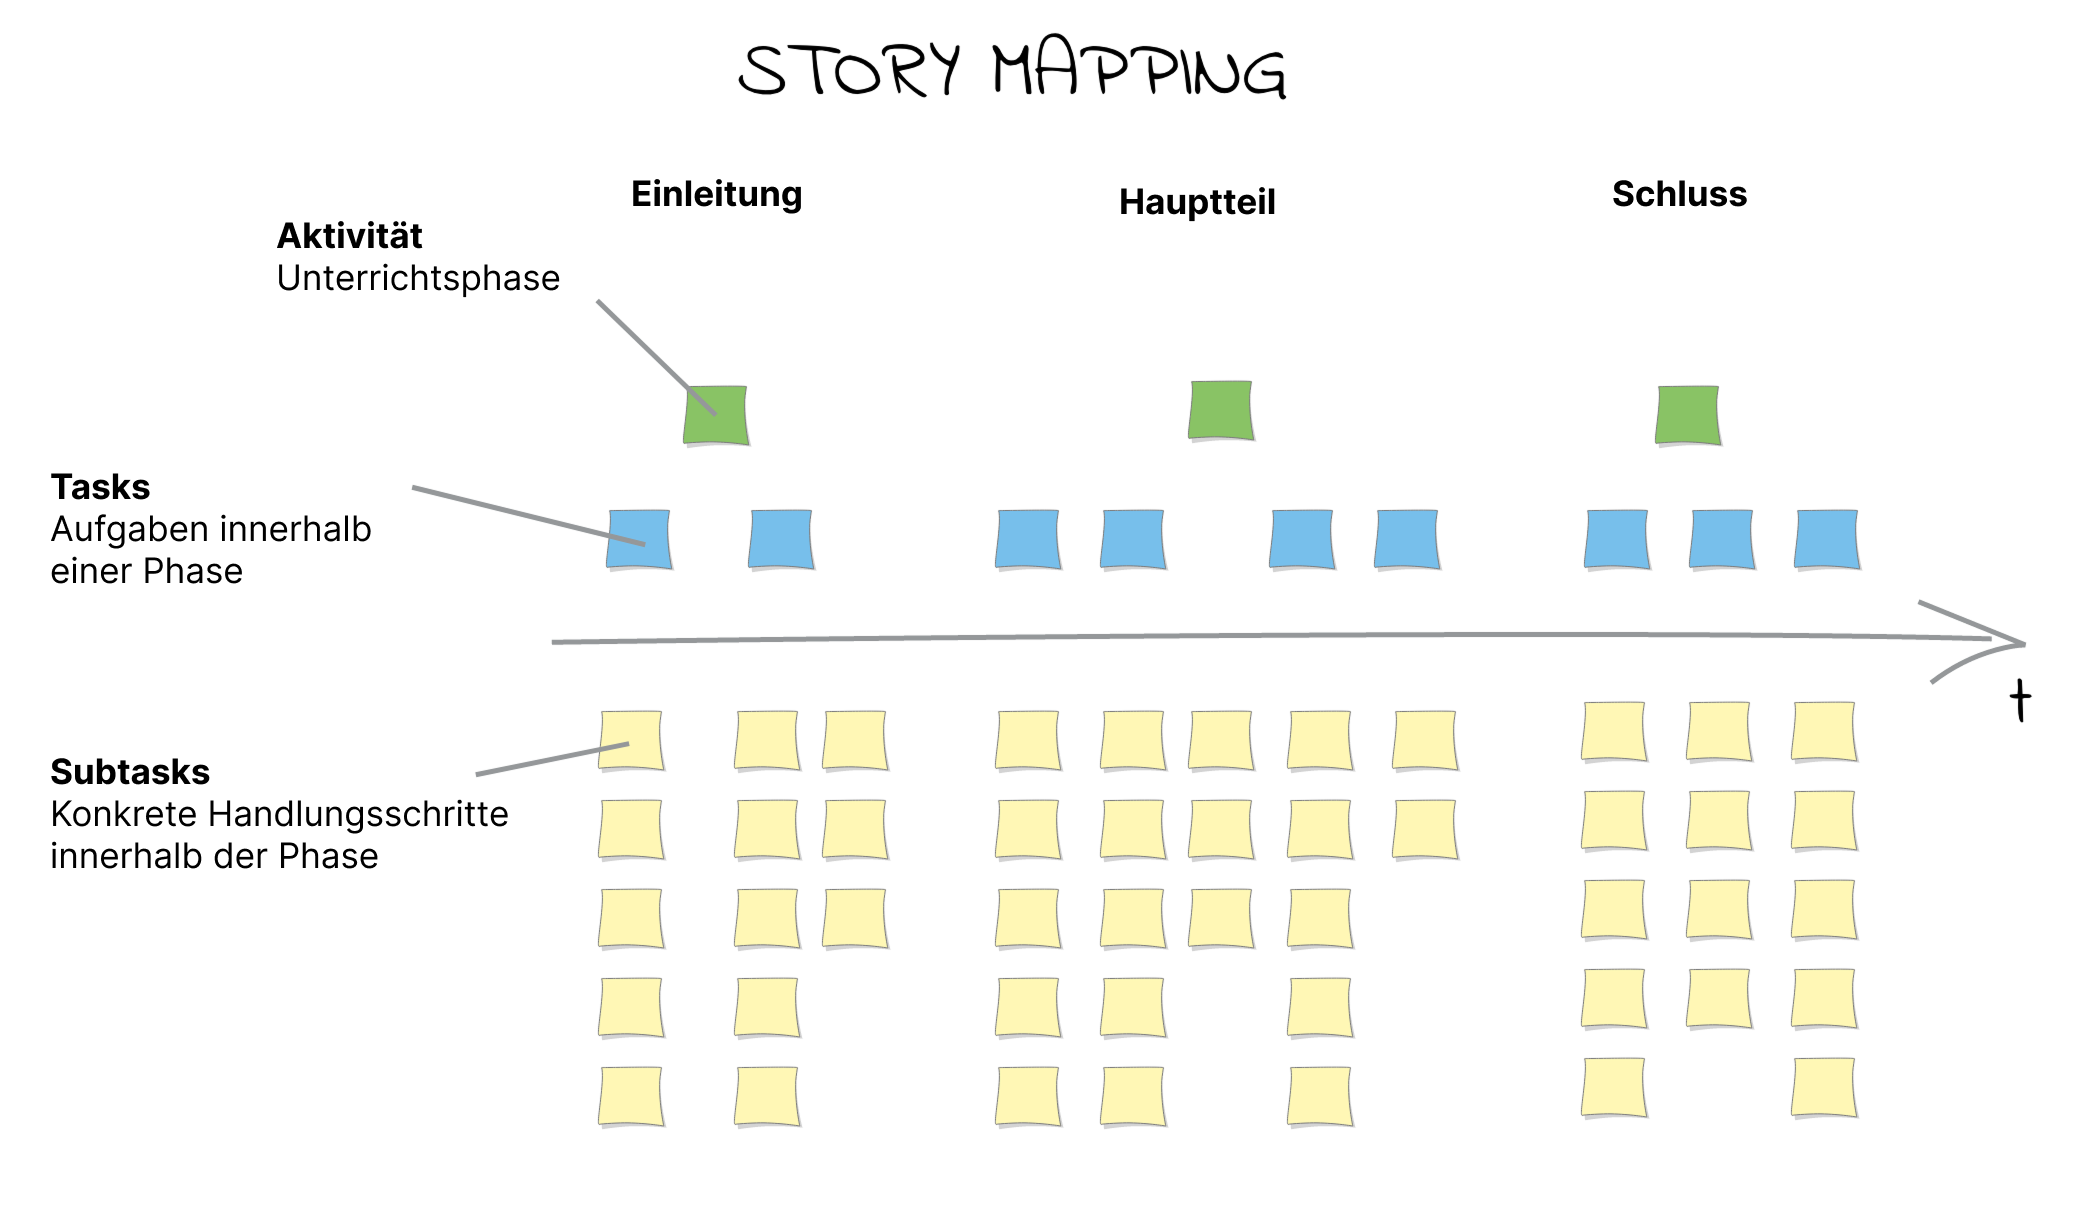 STORY MAPPING
Einleitung
Hauptteil
Schluss
Aktivität
Unterrichtsphase
Tasks
Aufgaben innerhalb
einer Phase
t
Subtasks
Konkrete Handlungsschritte
innerhalb der Phase